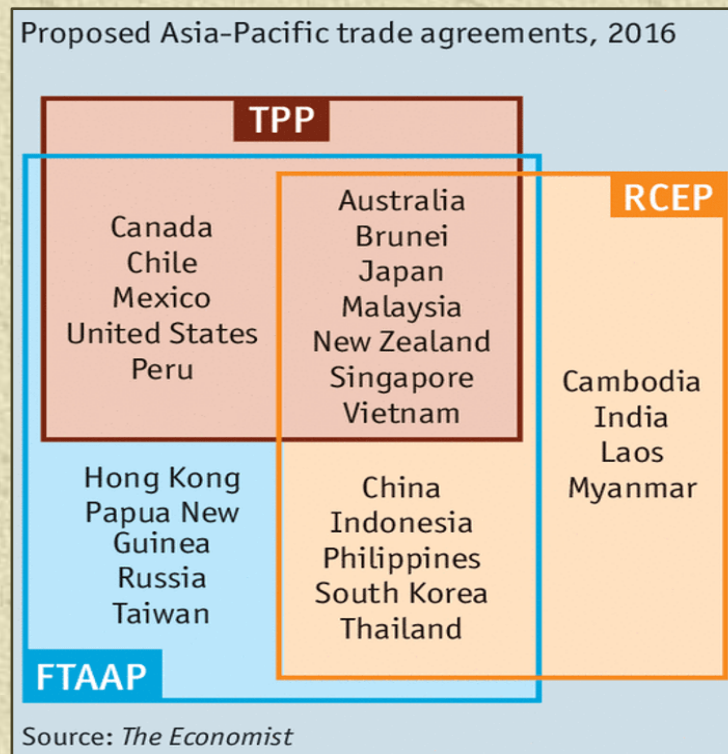 Proposed Asia-Pacific trade agreements, 2016
TPP
RCEP
Canada
Chile
Mexico
United States
Peru
Australia
Brunei
Japan
Malaysia
New Zealand
Singapore
Vietnam
Cambodia
India
Laos
Myanmar
Hong Kong
Papua New
Guinea
Russia
Taiwan
China
Indonesia
Philippines
South Korea
Thailand
FTAAP
Source: The Economist